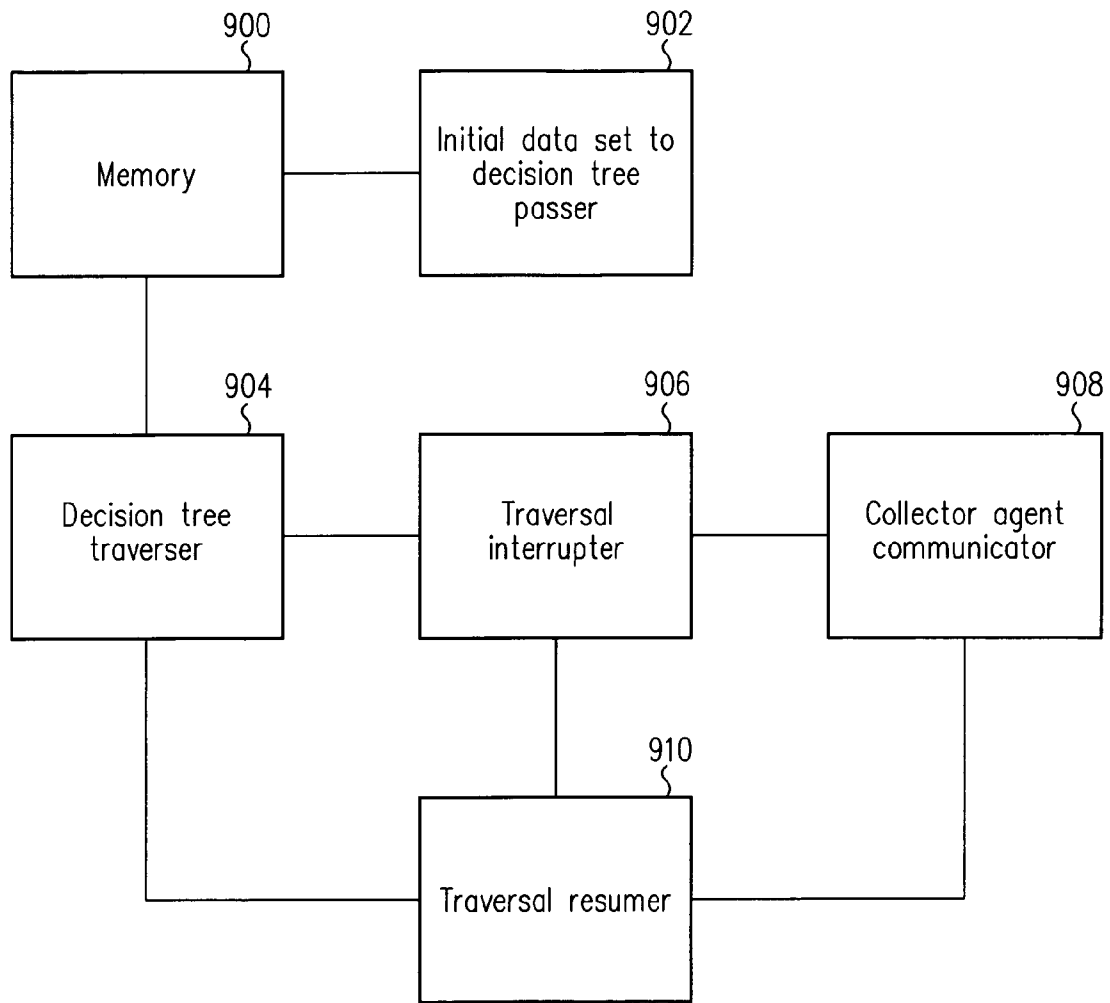 900
Memory
902
Initial data set to
decision tree
passer
904
Decision tree
traverser
906
Traversal
interrupter
908
Collector agent
communicator
910
Traversal resumer